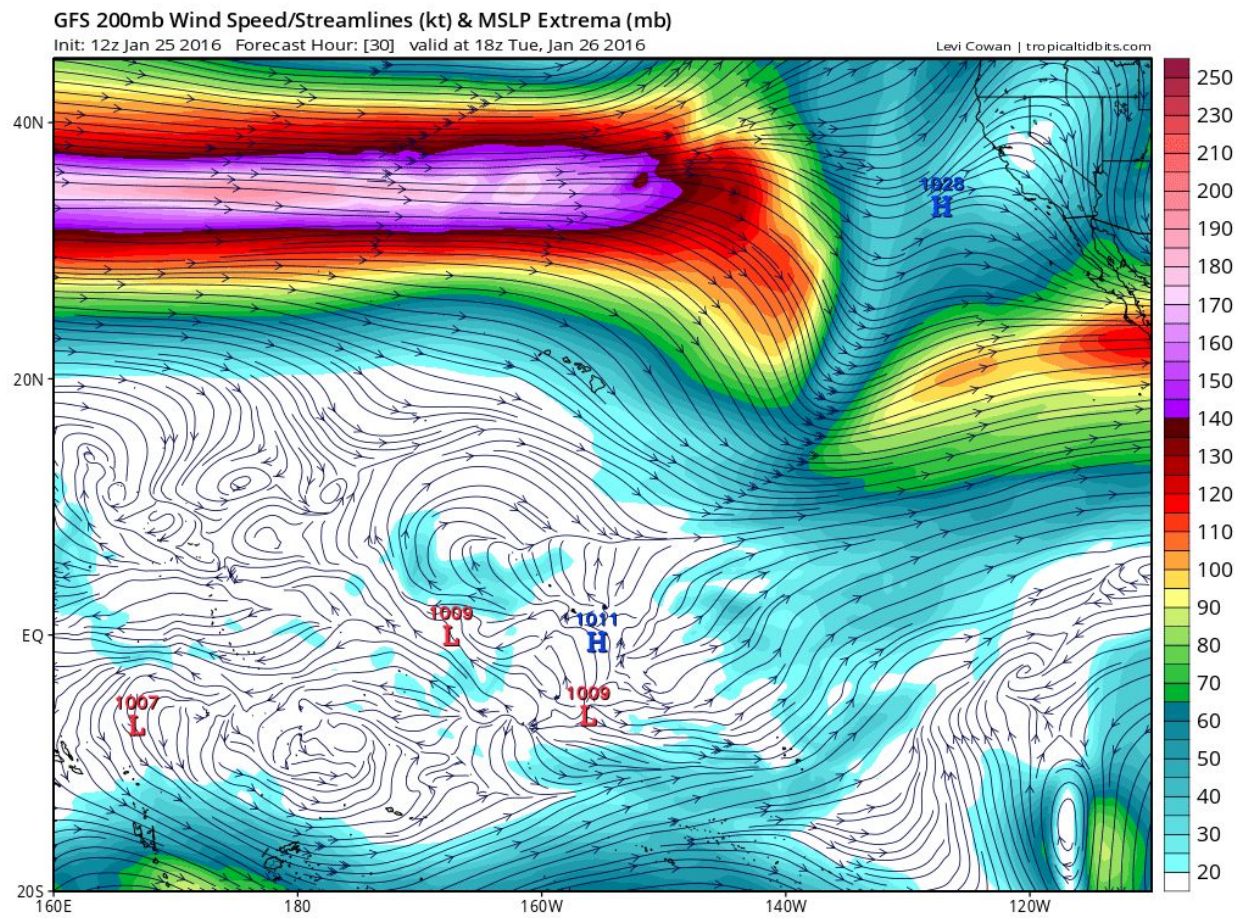 GFS 200mb Wind Speed/Streamlines (kt) & MSLP Extrema (mb)
Init: 12z Jan 25 2016 Forecast Hour: [30] valid at 18z Tue, Jan 26 2016
Levi Cowan | tropicaltidbits.com
40N
20N
EQ
20S
160E
180
160W
140W
120W
1028
H
1009
L
1011
H
1009
L
1007
L
250
230
210
200
190
180
170
160
150
140
130
120
110
100
90
80
70
60
50
40
30
20